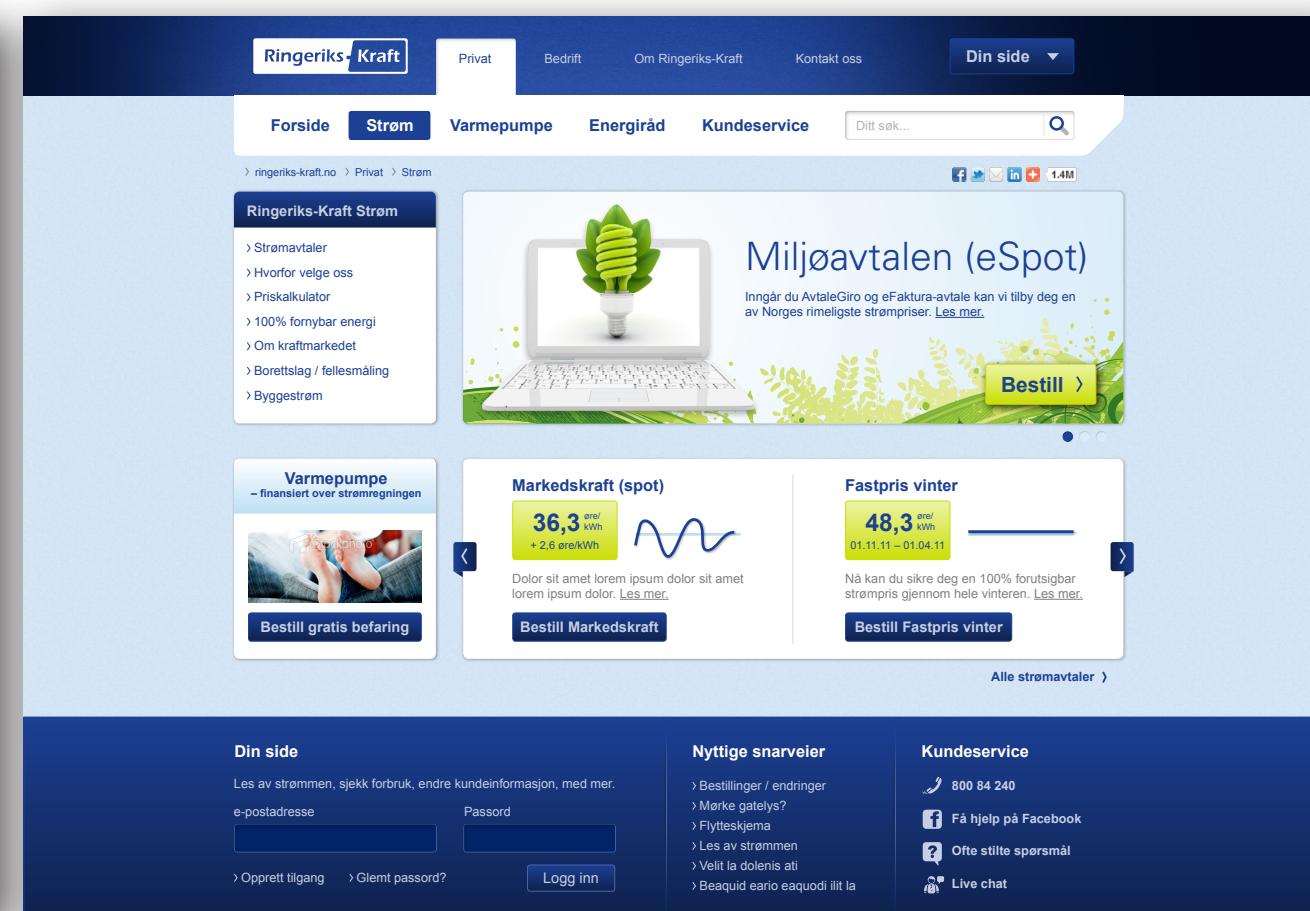 Ringeriks-Kraft
Privat
Bedrift
Om Ringeriks-Kraft
Kontakt oss
Din side
Forside
Strøm
Varmepumpe
Energiråd
Kundeservice
Ditt søk...
ringeriks-kraft.no
Privat
Strøm
1.4M
Ringeriks-Kraft Strøm
Strømavtaler
Hvorfor velge oss
Priskalkulator
100% fornybar energi
Om kraftmarkedet
Borettslag / fellesmåling
Byggestrøm
Miljøavtalen (eSpot)
Inngår du AvtaleGiro og eFaktura-avtale kan vi tilby deg en
av Norges rimeligste strømpriser. Les mer.
Bestill
Varmepumpe
– finansiert over strømregningen
iStockphoto
Bestill gratis befaring
Markedskraft (spot)
36,3 øre/
kWh
+ 2,6 øre/kWh
Dolor sit amet lorem ipsum dolor sit amet
lorem ipsum dolor. Les mer.
Bestill Markedskraft
Fastpris vinter
48,3 øre/
kWh
01.11.11 – 01.04.11
Nå kan du sikre deg en 100% forutsigbar
strømpris gjennom hele vinteren. Les mer.
Bestill Fastpris vinter
Alle strømavtaler
Din side
Les av strømmen, sjekk forbruk, endre kundeinformasjon, med mer.
e-postadresse
Passord
Opprett tilgang
Glemt passord?
Logg inn
Nyttige snarveier
Bestillinger / endringer
Mørke gatelys?
Flytteskjema
Les av strømmen
Velit la dolenis ati
Beaquid eario eaquodi ilit la
Kundeservice
800 84 240
Få hjelp på Facebook
Ofte stilte spørsmål
Live chat